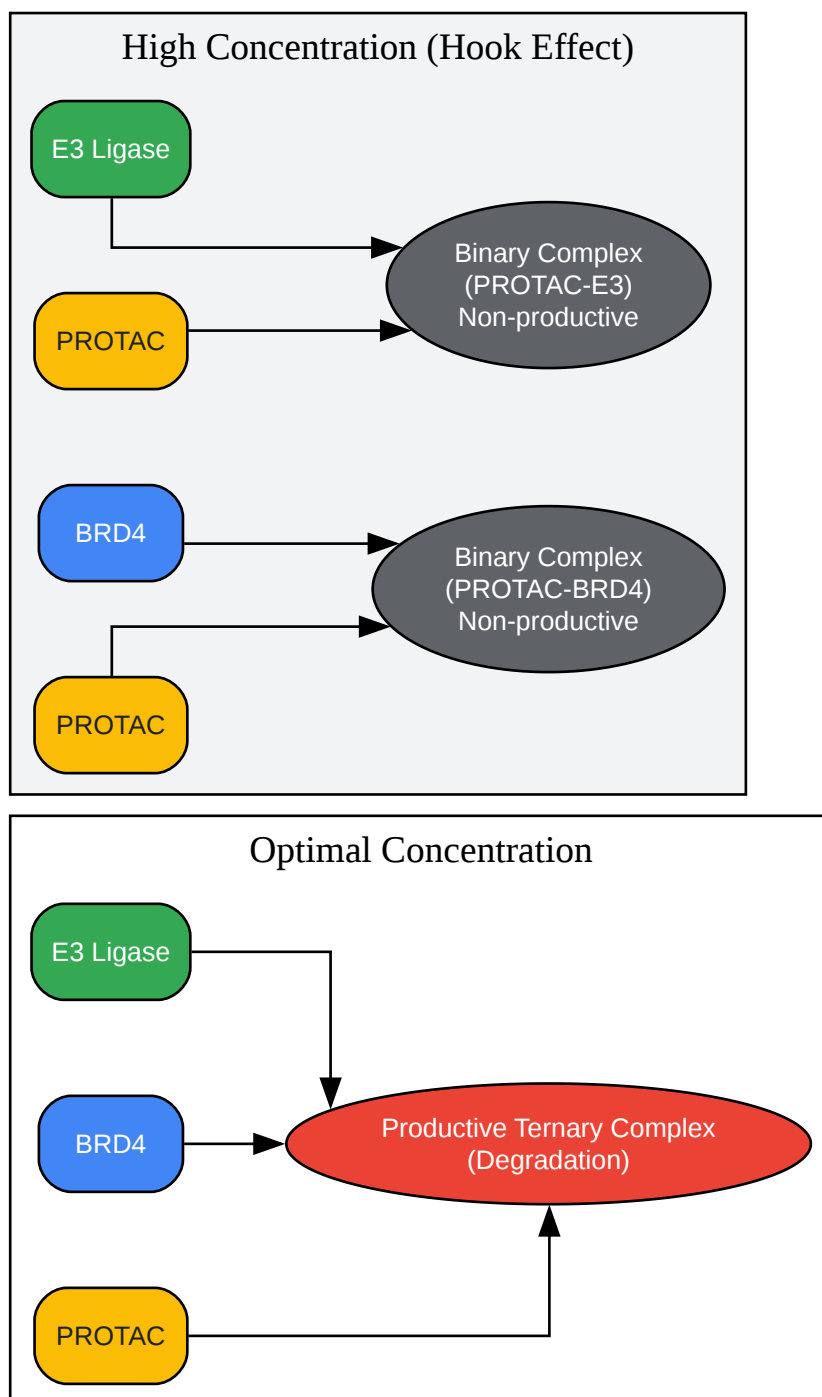 High Concentration (Hook Effect)
E3 Ligase
Binary Complex
(PROTAC-E3)
Non-productive
PROTAC
BRD4
Binary Complex
(PROTAC-BRD4)
Non-productive
PROTAC
Optimal Concentration
E3 Ligase
BRD4
Productive Ternary Complex
(Degradation)
PROTAC